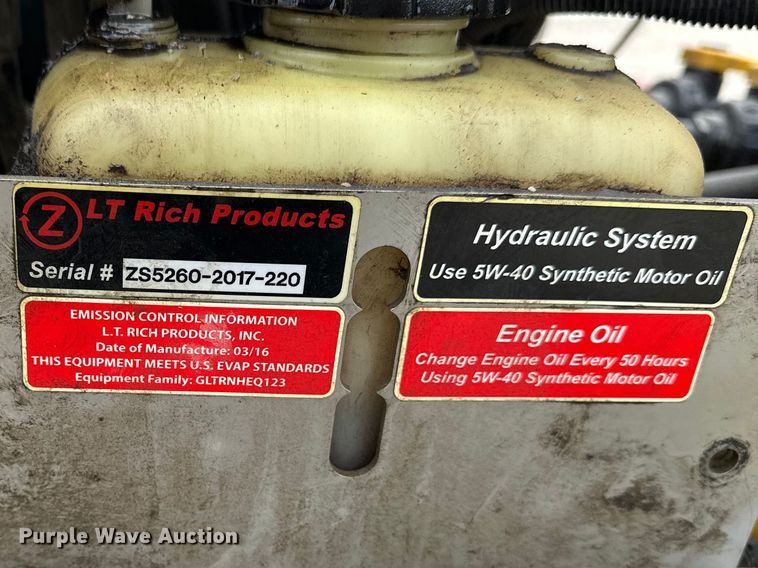 Z LT Rich Products
Serial # ZS5260-2017-220
EMISSION CONTROL INFORMATION
L.T. RICH PRODUCTS, INC.
Date of Manufacture: 03/16
THIS EQUIPMENT MEETS U.S. EVAP STANDARDS
Equipment Family: GLTRNHEQ123
Hydraulic System
Use 5W-40 Synthetic Motor Oil
Engine Oil
Change Engine Oil Every 50 Hours
Using 5W-40 Synthetic Motor Oil
Purple Wave Auction®